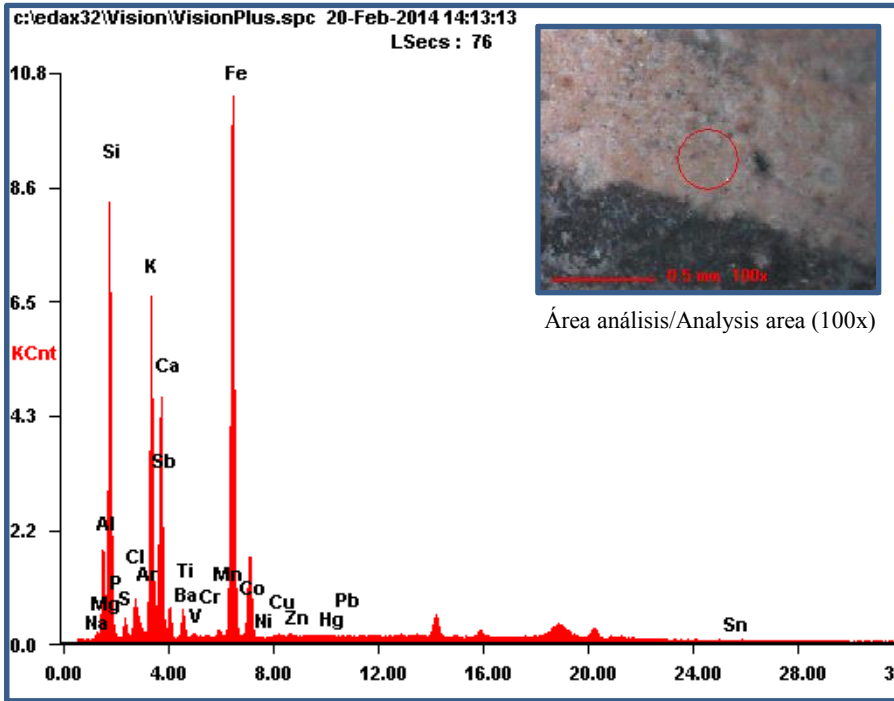 c:\edax32\Vision\VisionPlus.spc 20-Feb-2014 14:13:13
LSecs : 76
10.8
8.6
6.5
KCnt
4.3
2.2
0.0
Fe
Si
K
Ca
Sb
Al
Cl
P
Ar
Mg
S
Na
Ti
Ba
V
Cr
Mn
Co
Ni
Cu
Zn
Hg
Pb
Sn
0.00 4.00 8.00 12.00 16.00 20.00 24.00 28.00
0.5 mm 100x
Área análisis/Analysis area (100x)